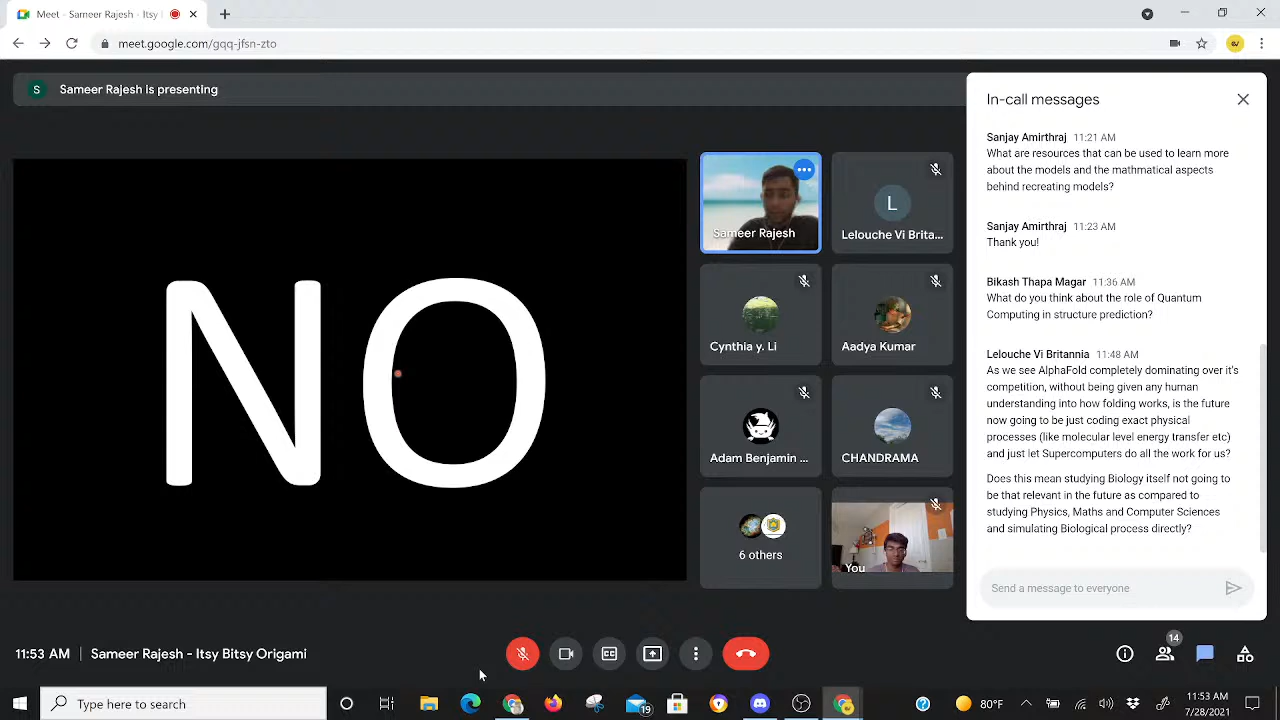 Meet - Sameer Rajesh - Itsy
meet.google.com/gqq-jfsn-zto
S
Sameer Rajesh is presenting
NO
Sameer Rajesh
L
Lelouche Vi Brita...
Cynthia y. Li
Aadya Kumar
Adam Benjamin ...
CHANDRAMA
6 others
You
In-call messages
Sanjay Amirthraj 11:21 AM
What are resources that can be used to learn more
about the models and the mathmatical aspects
behind recreating models?
Sanjay Amirthraj 11:23 AM
Thank you!
Bikash Thapa Magar 11:36 AM
What do you think about the role of Quantum
Computing in structure prediction?
Lelouche Vi Britannia 11:48 AM
As we see AlphaFold completely dominating over it's
competition, without being given any human
understanding into how folding works, is the future
now going to be just coding exact physical
processes (like molecular level energy transfer etc)
and just let Supercomputers do all the work for us?
Does this mean studying Biology itself not going to
be that relevant in the future as compared to
studying Physics, Maths and Computer Sciences
and simulating Biological process directly?
Send a message to everyone
11:53 AM | Sameer Rajesh - Itsy Bitsy Origami
14
Type here to search
19
80°F
11:53 AM
7/28/2021